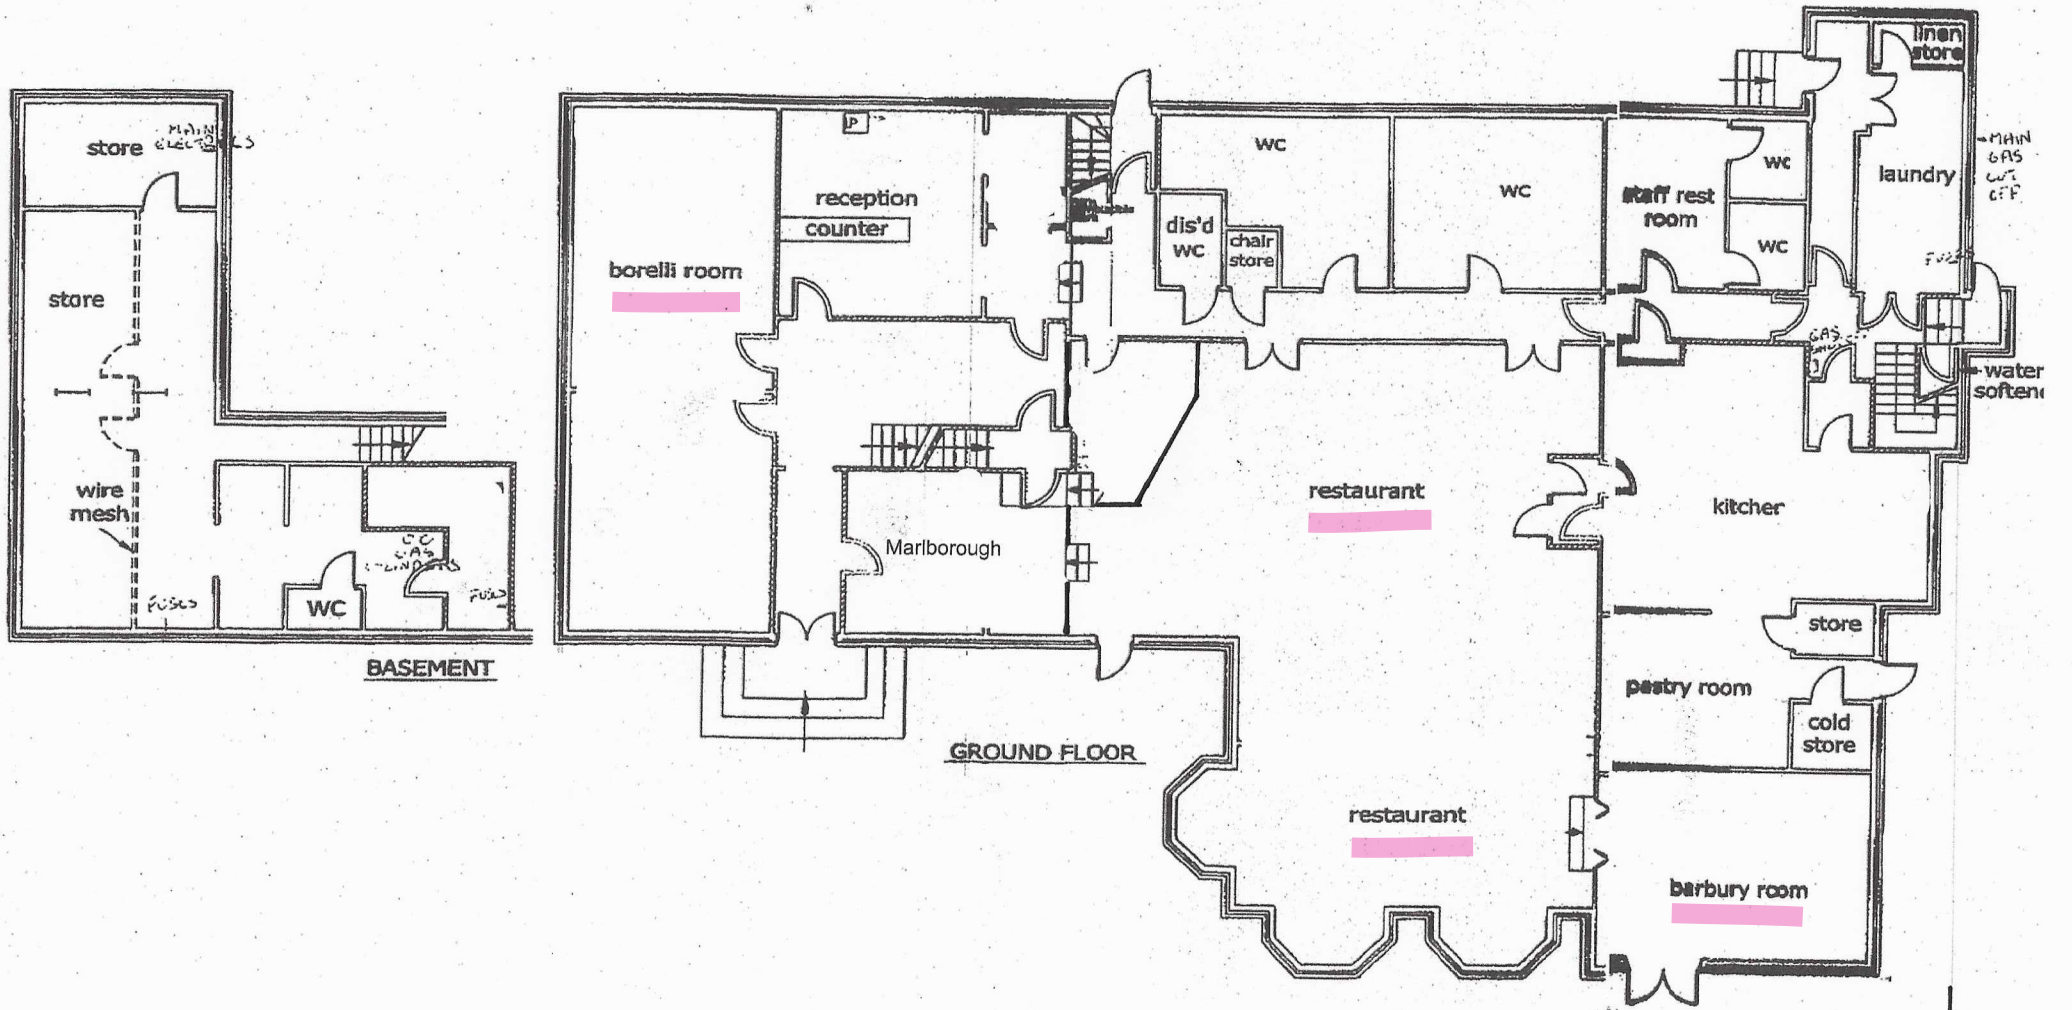 store
MAIN
store
wire
mesh
FUSES
WC
GAS
FUSES
BASEMENT
borelli room
reception
counter
Marlborough
GROUND FLOOR
wc
dis'd
wc
chair
store
wc
staff rest
room
wc
wc
linen
store
laundry
MAIN
GAS
CUT
OFF
GAS
water
softene
restaurant
kitcher
store
pastry room
cold
store
restaurant
barbury room